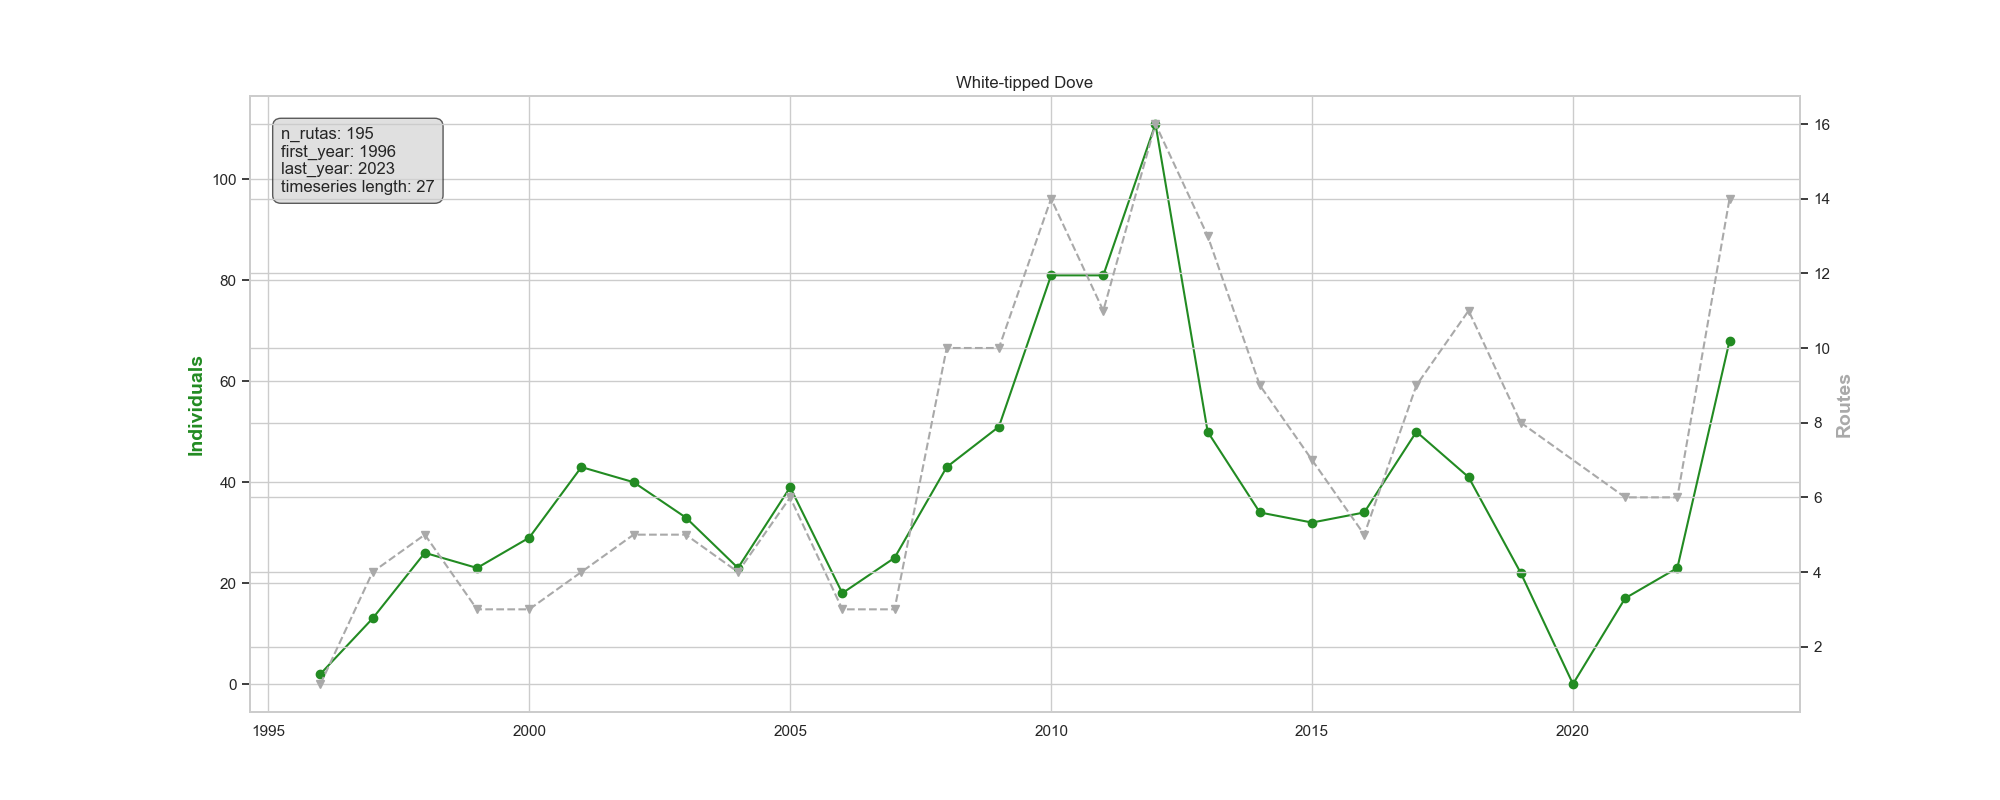 White-tipped Dove
n_rutas: 195
first_year: 1996
last_year: 2023
timeseries length: 27
Individuals
100
80
60
40
20
0
1995
2000
2005
2010
2015
2020
16
14
12
10
8
6
4
2
Routes